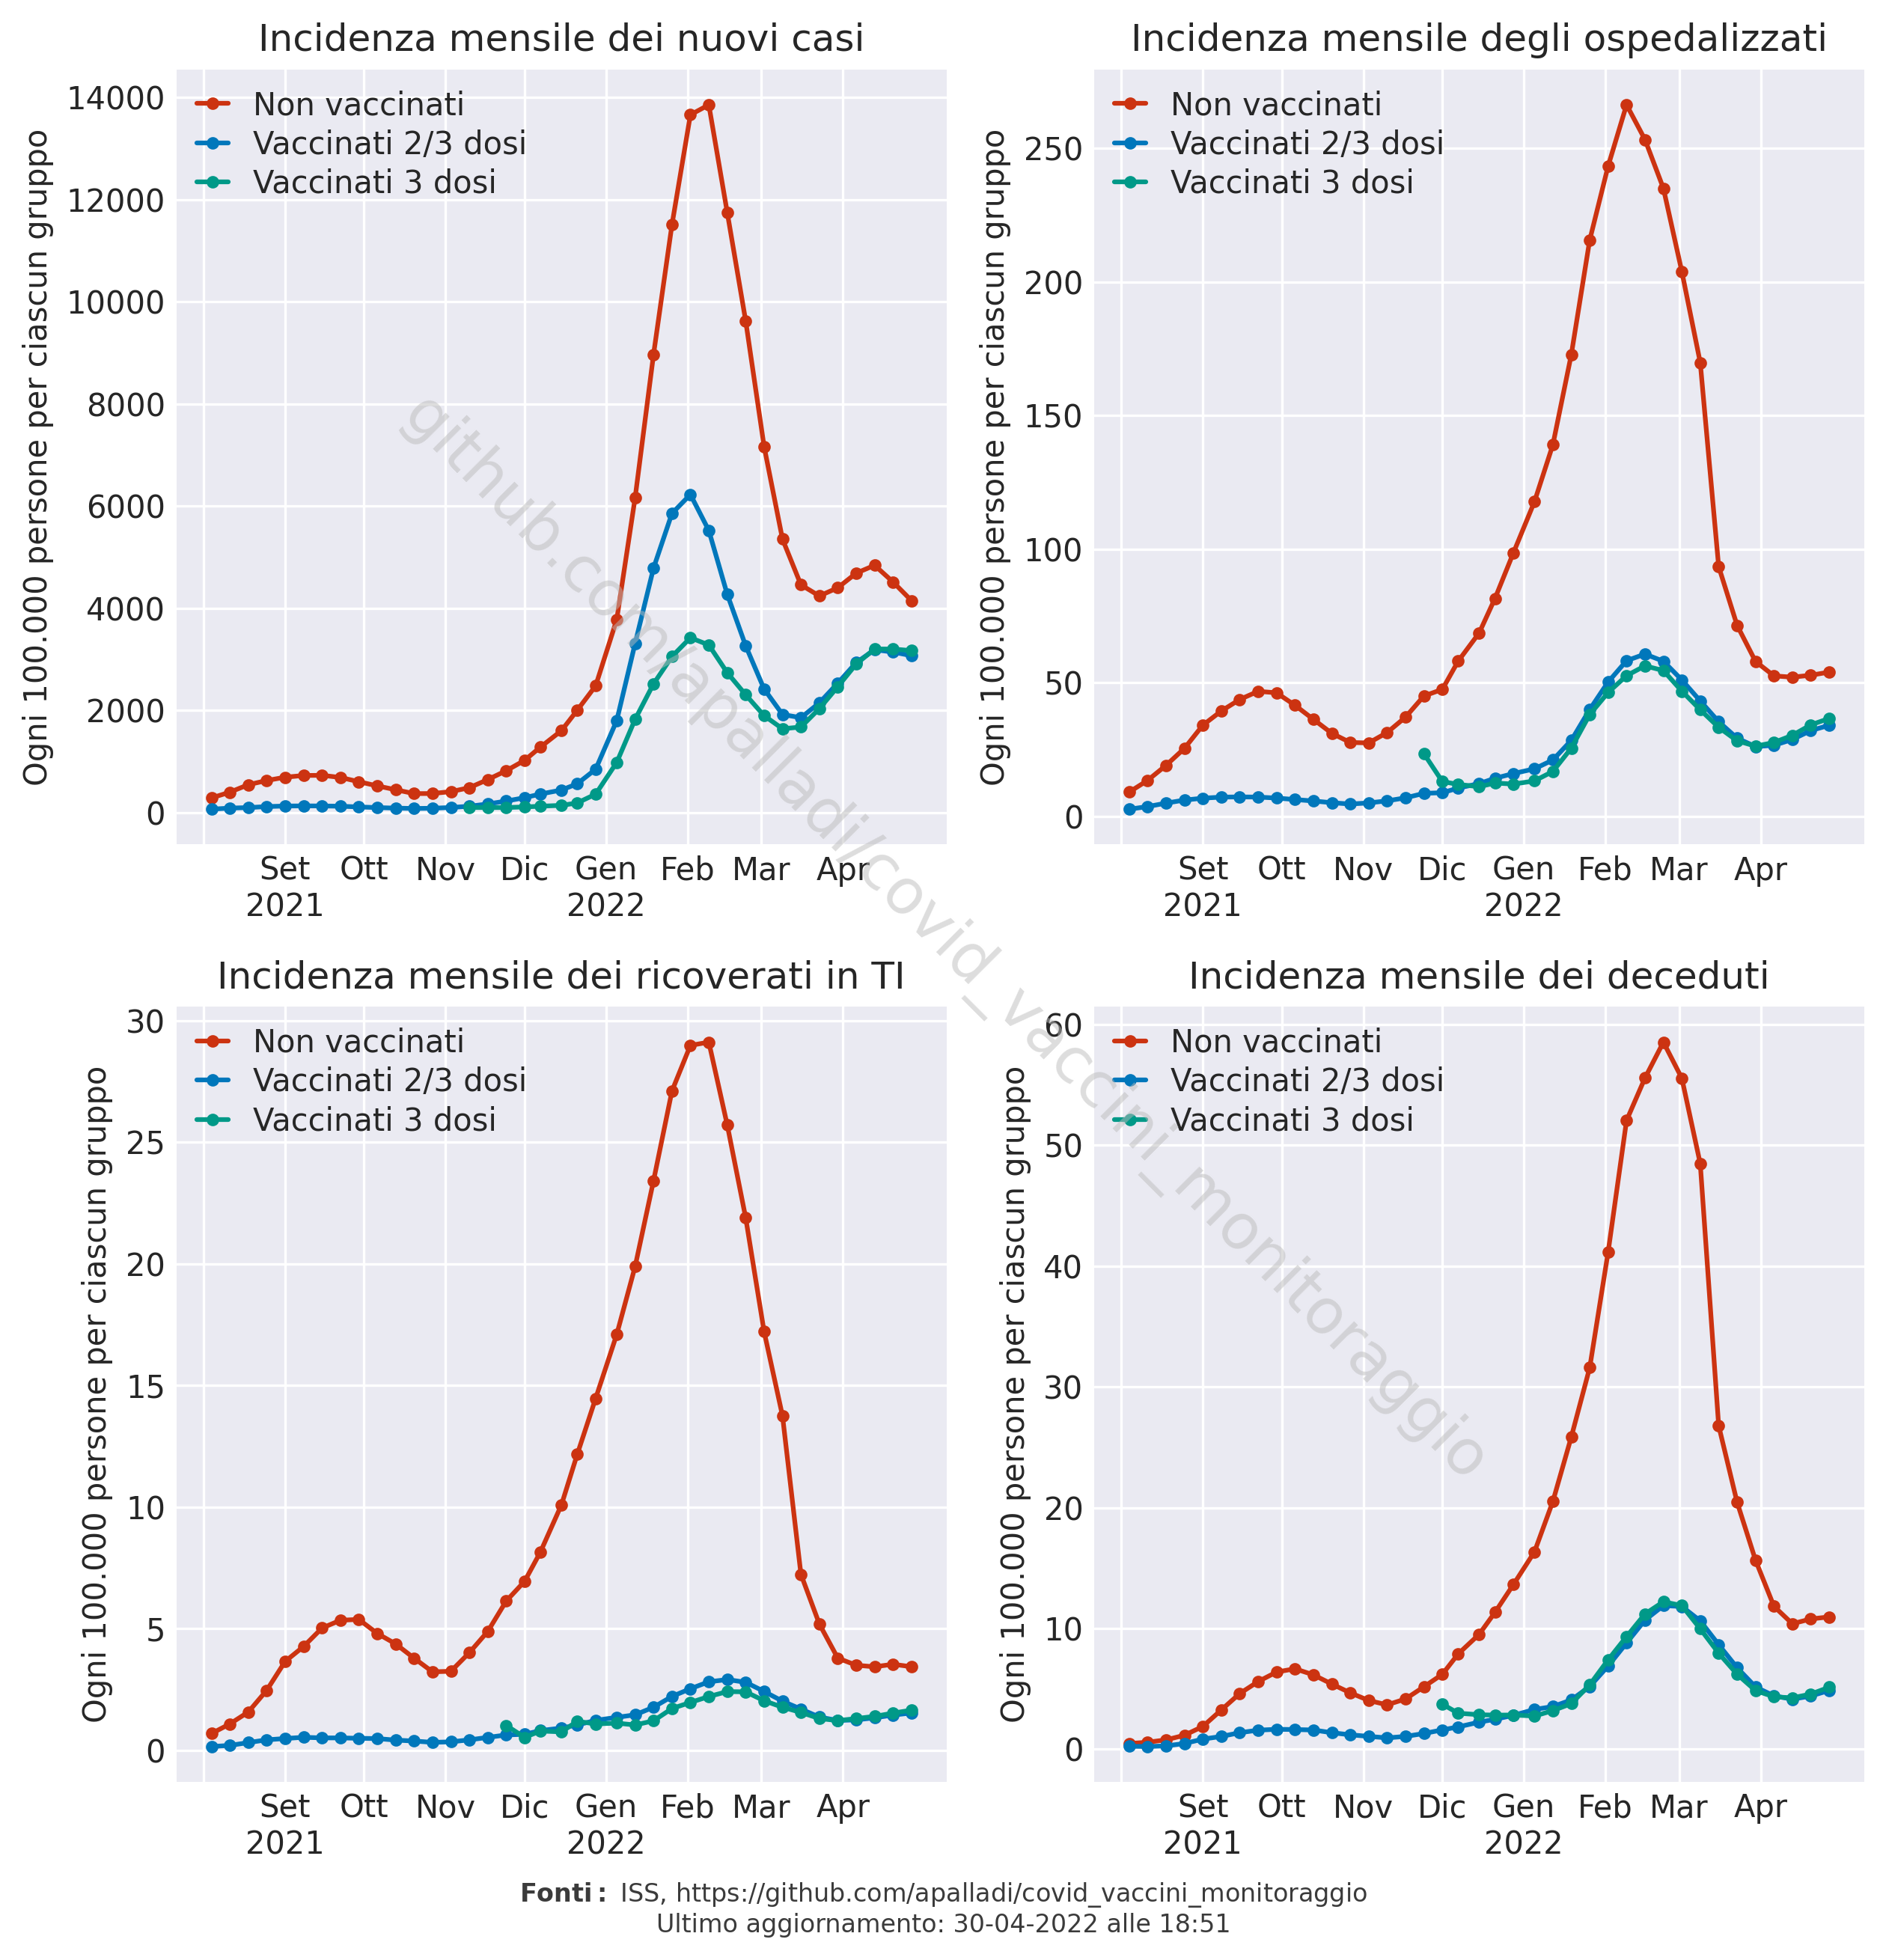 Incidenza mensile dei nuovi casi
Ogni 100.000 persone per ciascun gruppo
14000
12000
10000
8000
6000
4000
2000
0
Non vaccinati
Vaccinati 2/3 dosi
Vaccinati 3 dosi
Set Ott Nov Dic Gen Feb Mar Apr
2021 2022
Incidenza mensile degli ospedalizzati
Ogni 100.000 persone per ciascun gruppo
250
200
150
100
50
0
Non vaccinati
Vaccinati 2/3 dosi
Vaccinati 3 dosi
Set Ott Nov Dic Gen Feb Mar Apr
2021 2022
github.com/apalladi/covid_vaccini_monitoraggio
Incidenza mensile dei ricoverati in TI
Ogni 100.000 persone per ciascun gruppo
30
25
20
15
10
5
0
Non vaccinati
Vaccinati 2/3 dosi
Vaccinati 3 dosi
Set Ott Nov Dic Gen Feb Mar Apr
2021 2022
Incidenza mensile dei deceduti
Ogni 100.000 persone per ciascun gruppo
60
50
40
30
20
10
0
Non vaccinati
Vaccinati 2/3 dosi
Vaccinati 3 dosi
Set Ott Nov Dic Gen Feb Mar Apr
2021 2022
Fonti: ISS, https://github.com/apalladi/covid_vaccini_monitoraggio
Ultimo aggiornamento: 30-04-2022 alle 18:51